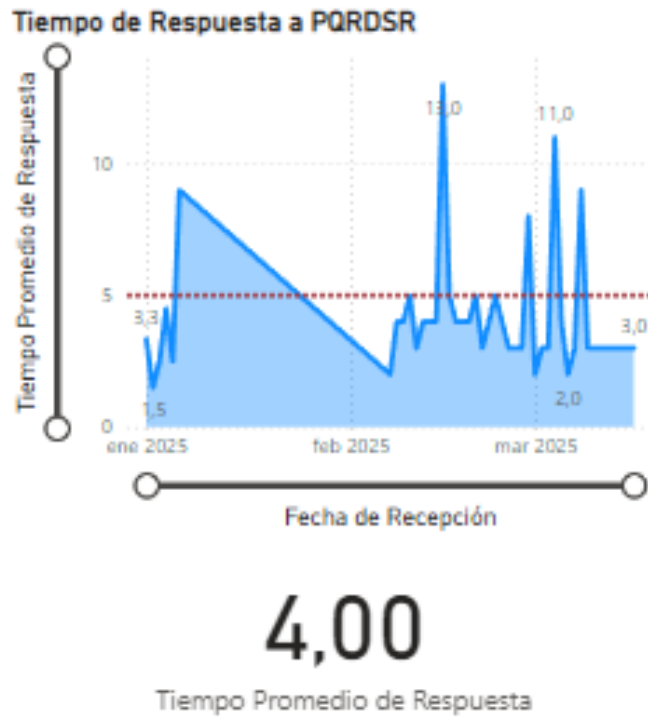 Tiempo de Respuesta a PQRDSR
Tiempo Promedio de Respuesta
13,0
11,0
10
5
3,3
3,0
1,5
2,0
0
ene 2025
feb 2025
mar 2025
Fecha de Recepción
4,00
Tiempo Promedio de Respuesta